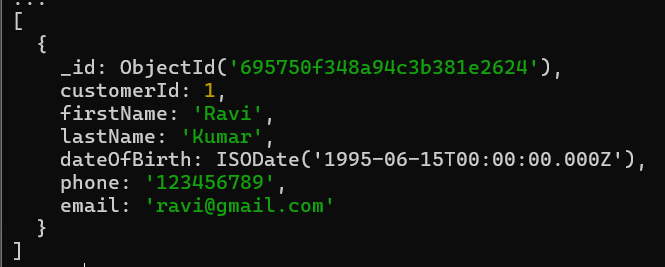 ...
[
  {
    _id: ObjectId('695750f348a94c3b381e2624'),
    customerId: 1,
    firstName: 'Ravi',
    lastName: 'Kumar',
    dateOfBirth: ISODate('1995-06-15T00:00:00.000Z'),
    phone: '123456789',
    email: 'ravi@gmail.com'
  }
]